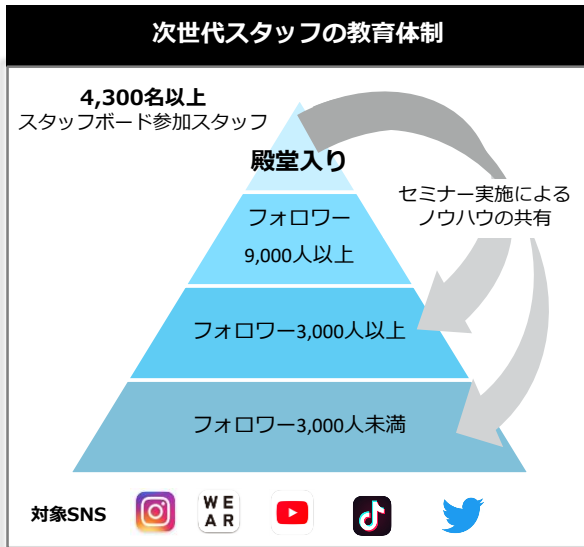 次世代スタッフの教育体制
4,300名以上
スタッフボード参加スタッフ
殿堂入り
セミナー実施による
ノウハウの共有
フォロワー
9,000人以上
フォロワー3,000人以上
フォロワー3,000人未満
対象SNS
WE
AR